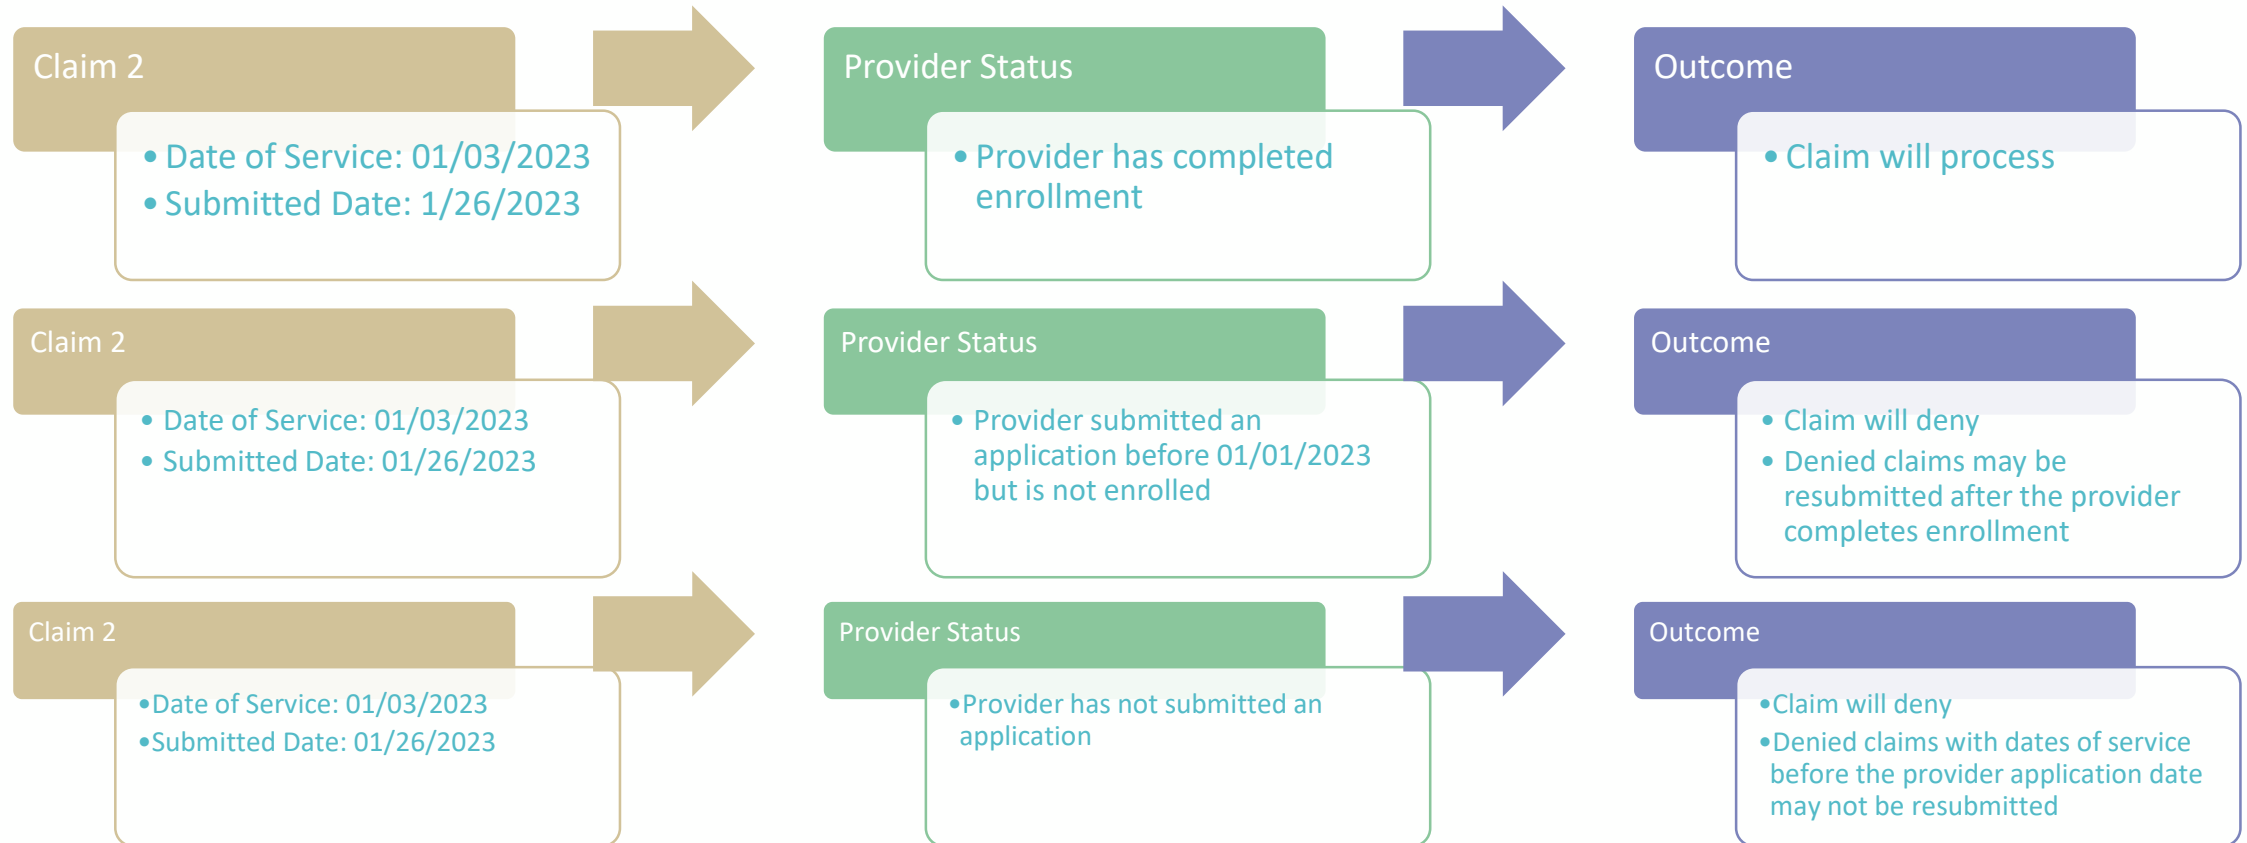 Claim 2
• Date of Service: 01/03/2023
• Submitted Date: 1/26/2023
Provider Status
• Provider has completed
enrollment
Outcome
• Claim will process
Claim 2
• Date of Service: 01/03/2023
• Submitted Date: 01/26/2023
Provider Status
• Provider submitted an
application before 01/01/2023
but is not enrolled
Outcome
• Claim will deny
• Denied claims may be
resubmitted after the provider
completes enrollment
Claim 2
•Date of Service: 01/03/2023
•Submitted Date: 01/26/2023
Provider Status
•Provider has not submitted an
application
Outcome
•Claim will deny
•Denied claims with dates of service
before the provider application date
may not be resubmitted